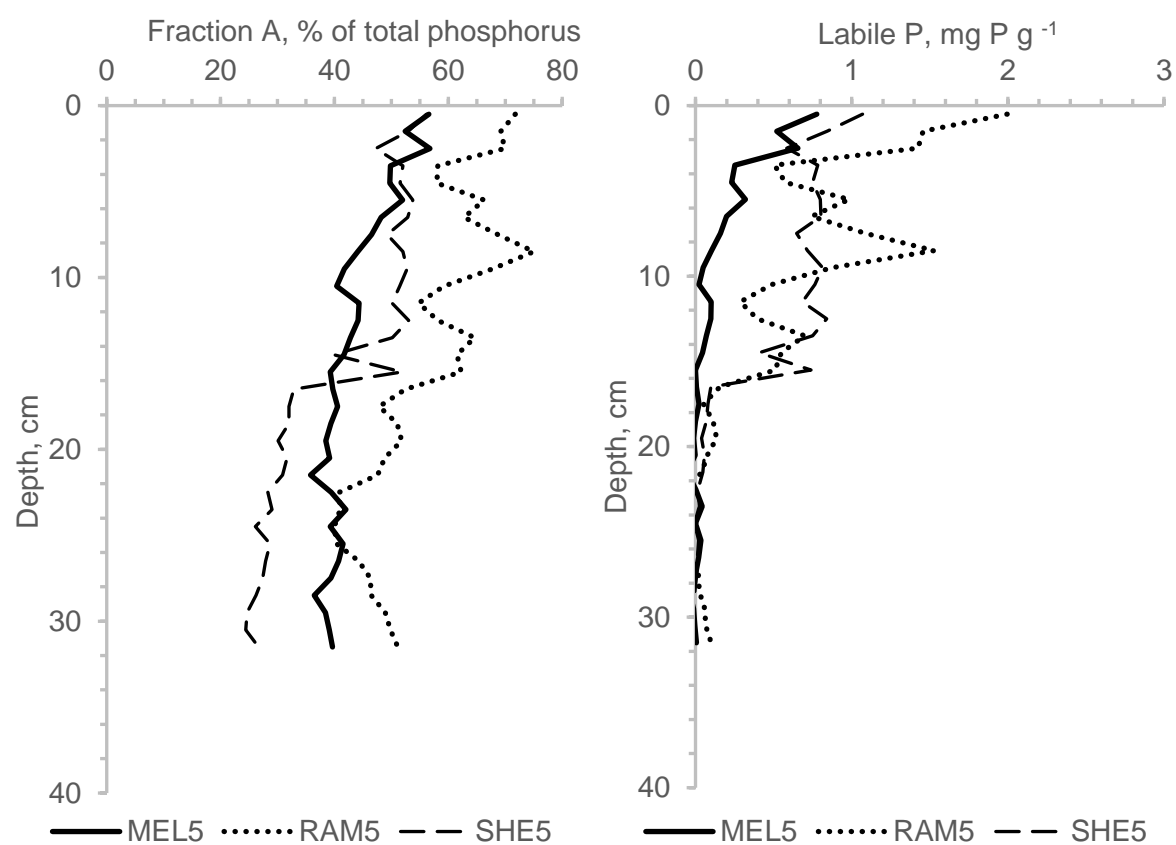 Fraction A, % of total phosphorus
0 20 40 60 80
0
10
20
30
40
Depth, cm
MEL5 RAM5 SHE5
Labile P, mg P g -1
0 1 2 3
0
10
20
30
40
Depth, cm
MEL5 RAM5 SHE5